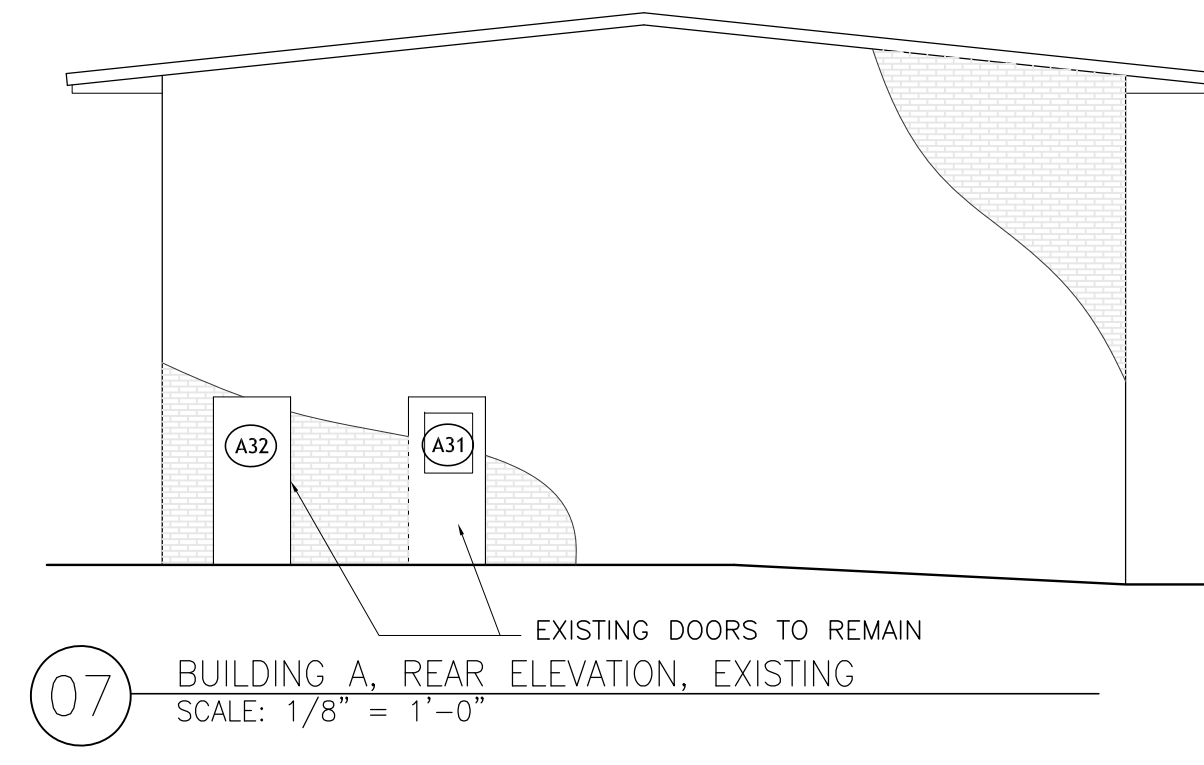 A32
A31
EXISTING DOORS TO REMAIN
07
BUILDING A, REAR ELEVATION, EXISTING
SCALE: 1/8" = 1'-0"